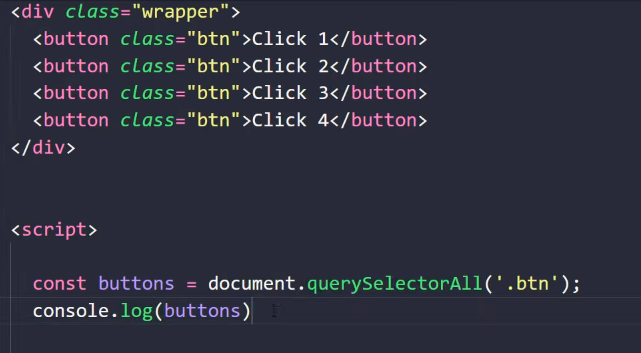 <div class="wrapper">
  <button class="btn">Click 1</button>
  <button class="btn">Click 2</button>
  <button class="btn">Click 3</button>
  <button class="btn">Click 4</button>
</div>
<script>
  const buttons = document.querySelectorAll('.btn');
  console.log(buttons)